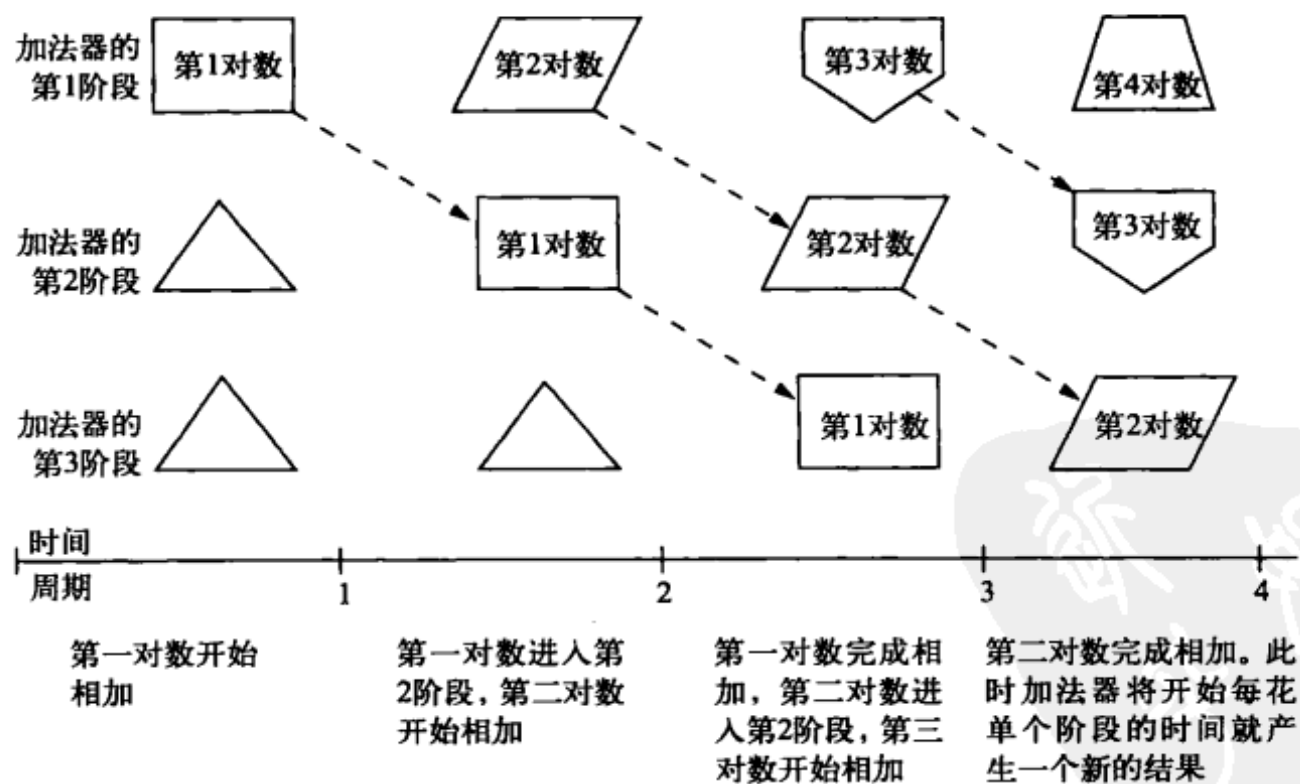 加法器的
第1阶段
第1对数
第2对数
第3对数
第4对数
加法器的
第2阶段
第1对数
第2对数
第3对数
加法器的
第3阶段
第1对数
第2对数
时间
周期
1
2
3
4
第一对数开始
相加
第一对数进入第
2阶段，第二对数
开始相加
第一对数完成相
加，第二对数进
入第2阶段，第三
对数开始相加
第二对数完成相加。此
时加法器将开始每花
单个阶段的时间就产
生一个新的结果